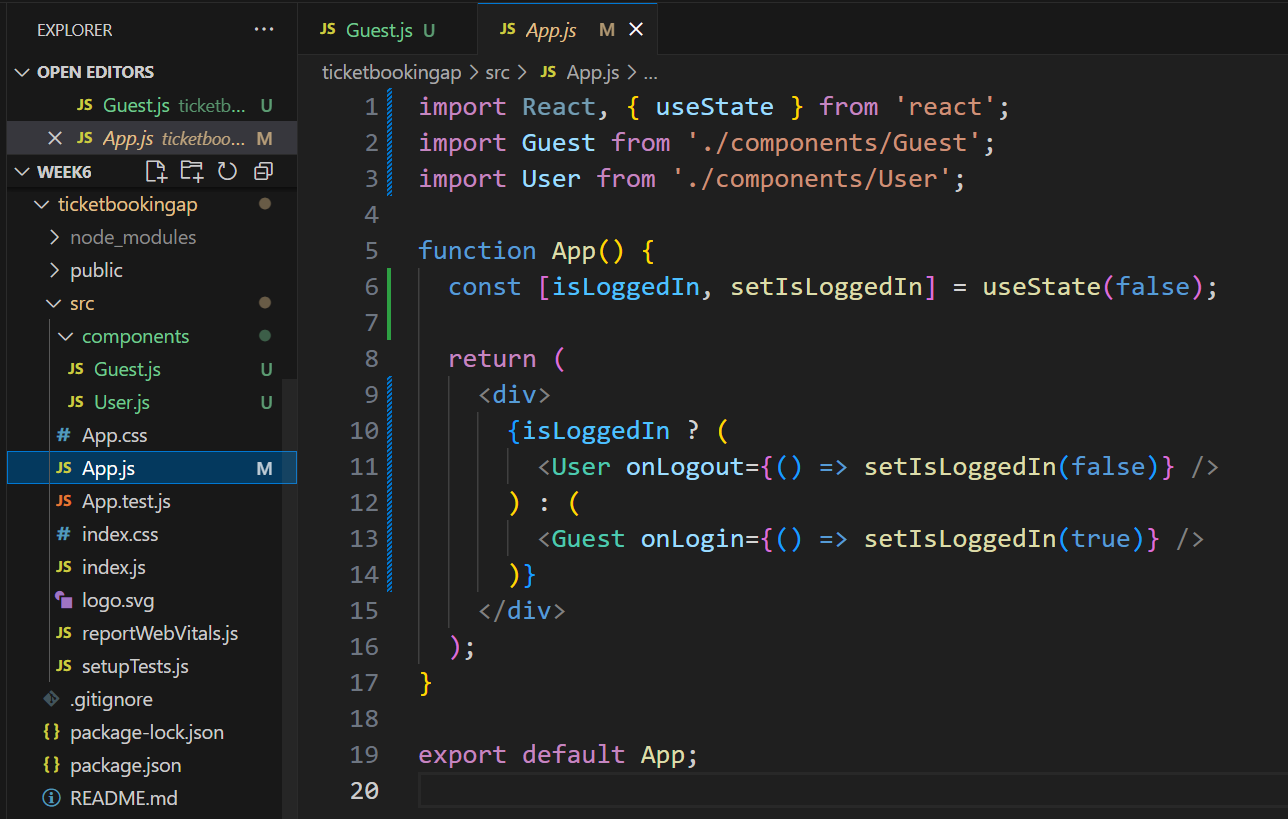 EXPLORER ...
OPEN EDITORS
JS Guest.js ticketb... U
JS App.js ticketboo... M
WEEK6
ticketbookingap
node_modules
public
src
components
JS Guest.js U
JS User.js U
# App.css
JS App.js M
JS App.test.js
# index.css
JS index.js
logo.svg
JS reportWebVitals.js
JS setupTests.js
.gitignore
{} package-lock.json
{} package.json
README.md
JS Guest.js U
JS App.js M
ticketbookingap > src > JS App.js > ...
1 import React, { useState } from 'react';
2 import Guest from './components/Guest';
3 import User from './components/User';
4
5 function App() {
6   const [isLoggedIn, setIsLoggedIn] = useState(false);
7
8   return (
9     <div>
10       {isLoggedIn ? (
11         <User onLogout={() => setIsLoggedIn(false)} />
12       ) : (
13         <Guest onLogin={() => setIsLoggedIn(true)} />
14       )}
15     </div>
16   );
17 }
18
19 export default App;
20